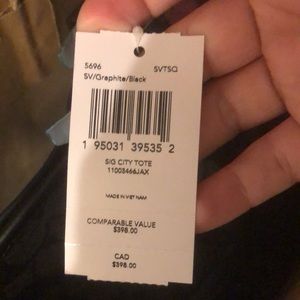 5696 SVTSQ
SV/Graphite/Black
1 95031 39535 2
SIG CITY TOTE
11003466JAX
MADE IN VIET NAM
COMPARABLE VALUE
$398.00
CAD
$398.00